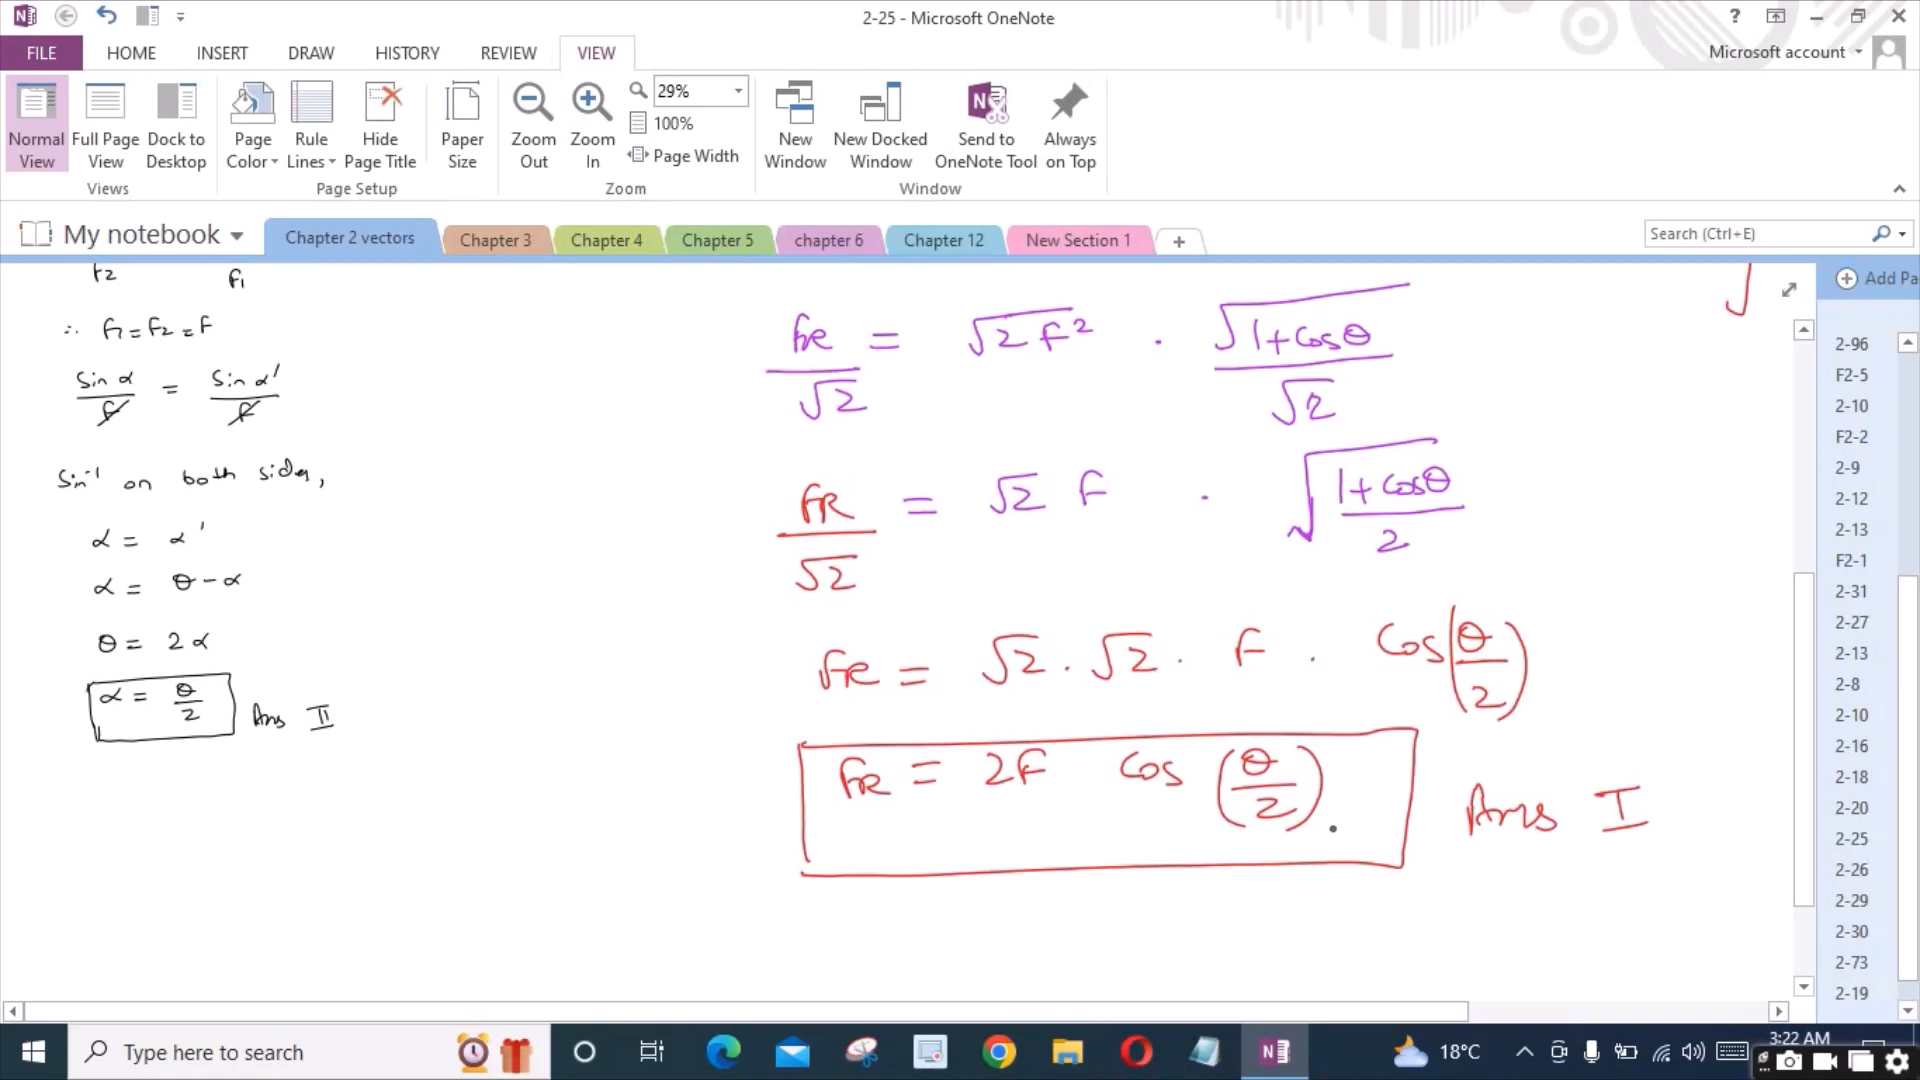 2-25 - Microsoft OneNote
FILE HOME INSERT DRAW HISTORY REVIEW VIEW
Microsoft account
Normal View
Full Page View
Dock to Desktop
Views
Page Color
Rule Lines
Hide Page Title
Paper Size
Page Setup
Zoom Out
Zoom In
29%
100%
Page Width
Zoom
New Window
New Docked Window
Send to OneNote Tool
Always on Top
Window
My notebook
Chapter 2 vectors
Chapter 3
Chapter 4
Chapter 5
chapter 6
Chapter 12
New Section 1
Search (Ctrl+E)
F2 F1
∴ F1 = F2 = F
Sin α / F = Sin α' / F
Sin⁻¹ on both sides,
α = α'
α = θ - α
θ = 2α
α = θ/2 Ans II
FR/√2 = √2 F² · √1+cosθ/√2
FR/√2 = √2 F · √(1+cosθ/2)
FR = √2 · √2 · F · Cos(θ/2)
FR = 2F Cos (θ/2) . Ans I
Add Pa
2-96
F2-5
2-10
F2-2
2-9
2-12
2-13
F2-1
2-31
2-27
2-13
2-8
2-10
2-16
2-18
2-20
2-25
2-26
2-29
2-30
2-73
2-19
Type here to search
18°C
3:22 AM